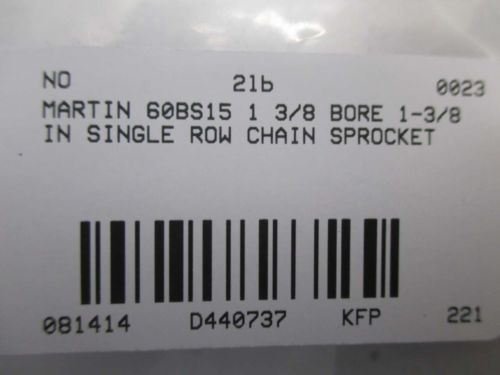 NO 2lb 0023
MARTIN 60BS15 1 3/8 BORE 1-3/8
IN SINGLE ROW CHAIN SPROCKET
081414 D440737 KFP 221